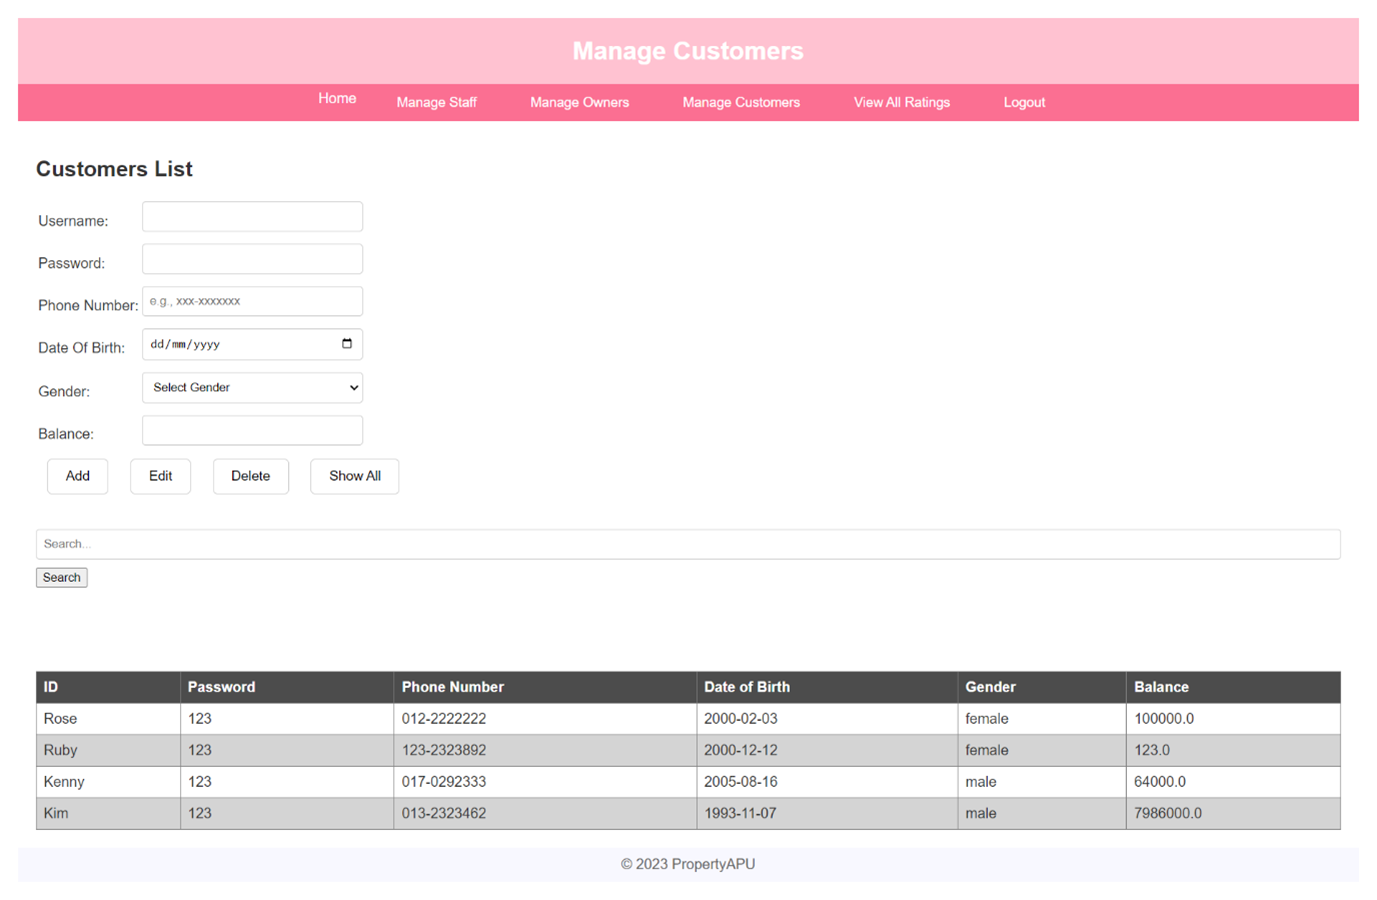 Manage Customers
Home Manage Staff Manage Owners Manage Customers View All Ratings Logout
Customers List
Username:
Password:
Phone Number: e.g., xxx-xxxxxxx
Date Of Birth: dd/mm/yyyy
Gender: Select Gender
Balance:
Add Edit Delete Show All
Search...
Search
ID Password Phone Number Date of Birth Gender Balance
Rose 123 012-2222222 2000-02-03 female 100000.0
Ruby 123 123-2323892 2000-12-12 female 123.0
Kenny 123 017-0292333 2005-08-16 male 64000.0
Kim 123 013-2323462 1993-11-07 male 7986000.0
© 2023 PropertyAPU